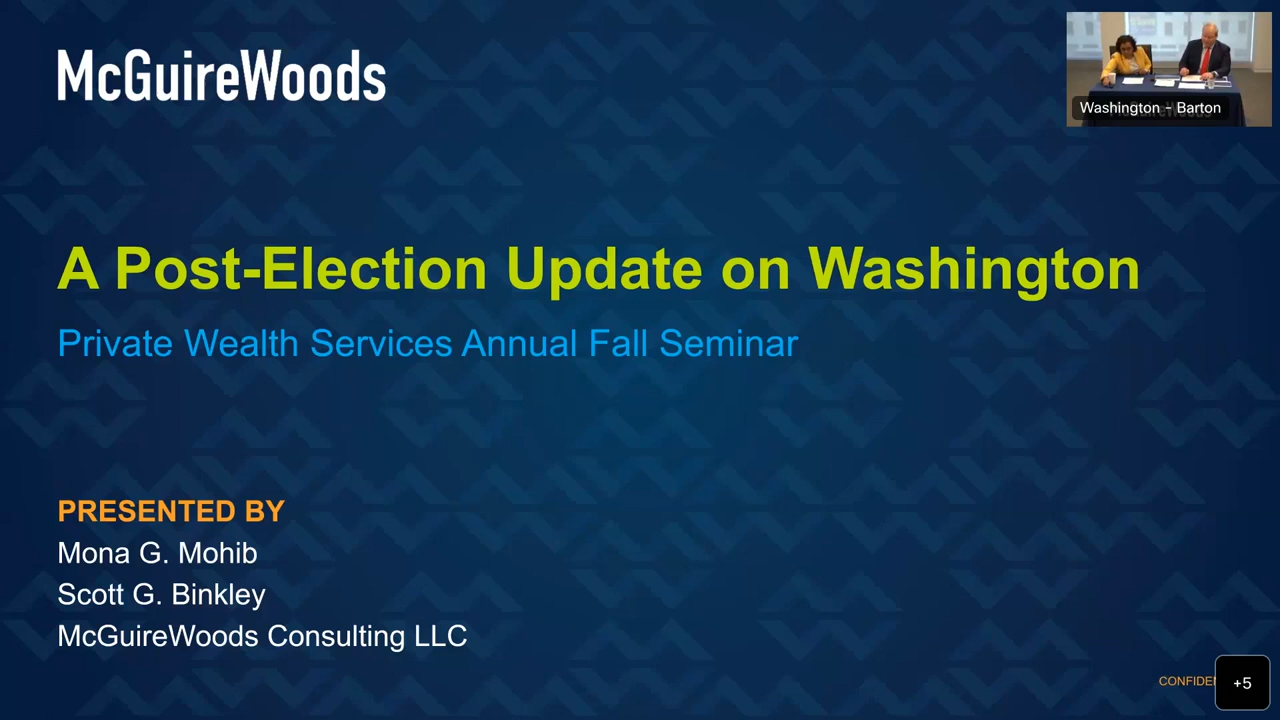 McGuireWoods
Washington - Barton
A Post-Election Update on Washington
Private Wealth Services Annual Fall Seminar
PRESENTED BY
Mona G. Mohib
Scott G. Binkley
McGuireWoods Consulting LLC
+5